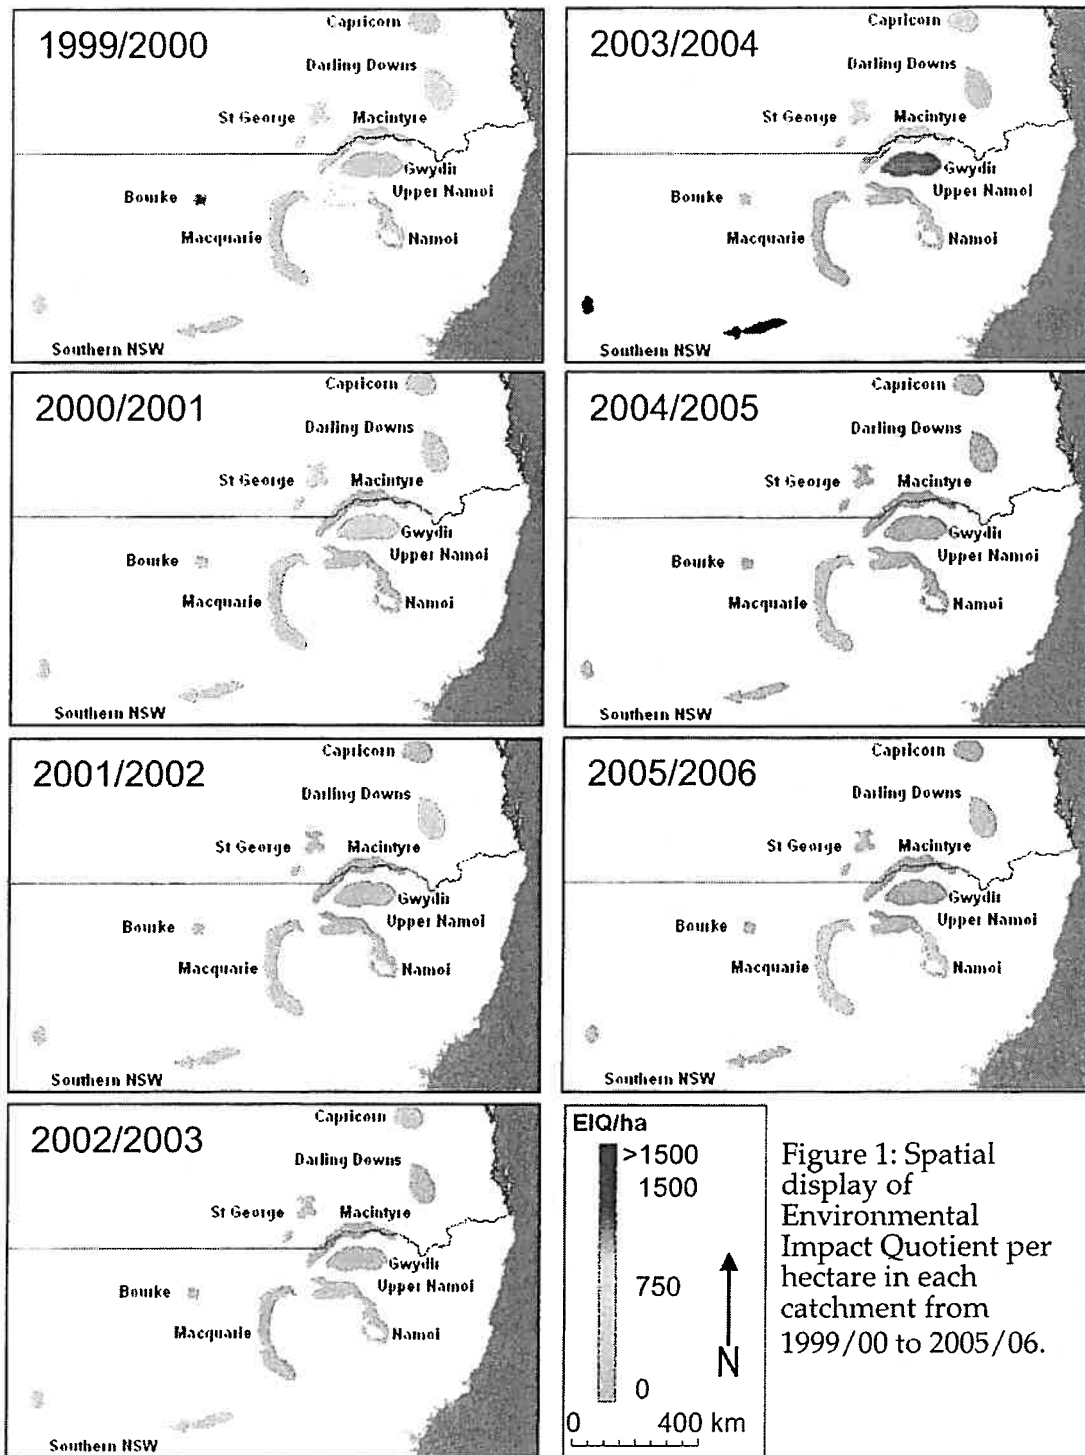 1999/2000
Capricorn
Darling Downs
St George
Macintyre
Gwydir
Upper Namoi
Bourke
Macquarie
Namoi
Southern NSW
2003/2004
Capricorn
Darling Downs
St George
Macintyre
Gwydir
Upper Namoi
Bourke
Macquarie
Namoi
Southern NSW
2000/2001
Capricorn
Darling Downs
St George
Macintyre
Gwydir
Upper Namoi
Bourke
Macquarie
Namoi
Southern NSW
2004/2005
Capricorn
Darling Downs
St George
Macintyre
Gwydir
Upper Namoi
Bourke
Macquarie
Namoi
Southern NSW
2001/2002
Capricorn
Darling Downs
St George
Macintyre
Gwydir
Upper Namoi
Bourke
Macquarie
Namoi
Southern NSW
2005/2006
Capricorn
Darling Downs
St George
Macintyre
Gwydir
Upper Namoi
Bourke
Macquarie
Namoi
Southern NSW
2002/2003
Capricorn
Darling Downs
St George
Macintyre
Gwydir
Upper Namoi
Bourke
Macquarie
Namoi
Southern NSW
EIQ/ha
>1500
1500
750
0
N
0 400 km
Figure 1: Spatial
display of
Environmental
Impact Quotient per
hectare in each
catchment from
1999/00 to 2005/06.